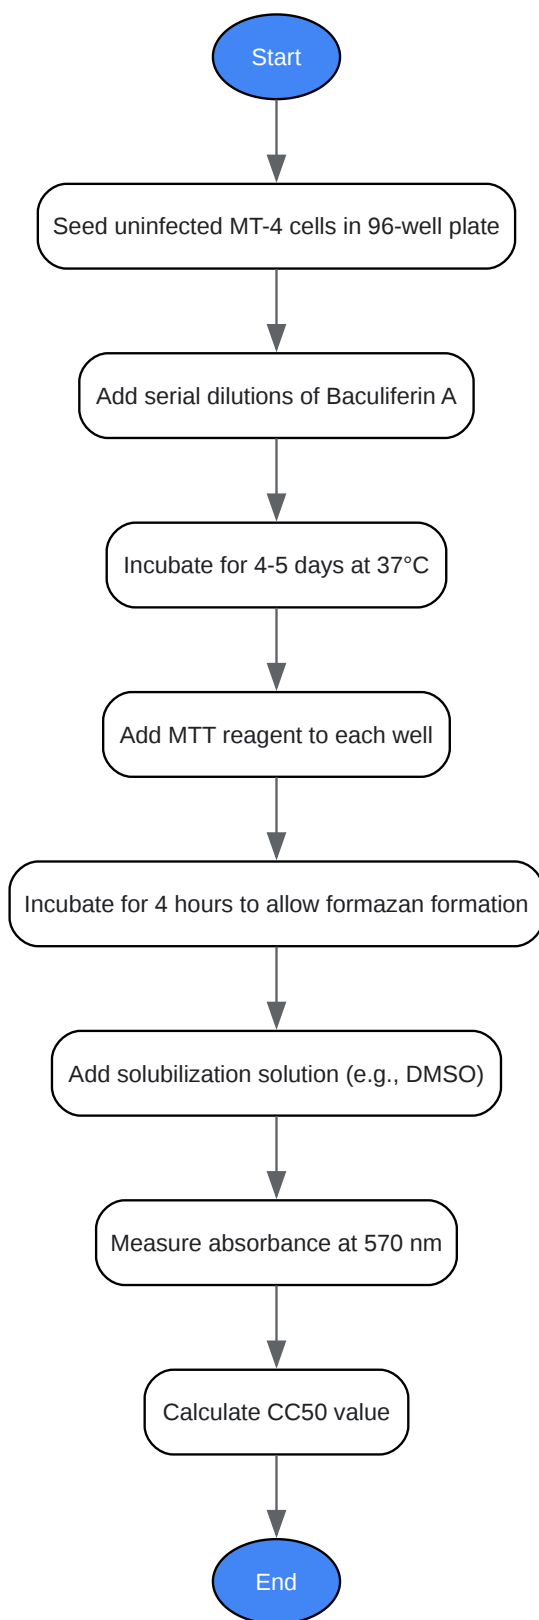 Start
Seed uninfected MT-4 cells in 96-well plate
Add serial dilutions of Baculiferin A
Incubate for 4-5 days at 37°C
Add MTT reagent to each well
Incubate for 4 hours to allow formazan formation
Add solubilization solution (e.g., DMSO)
Measure absorbance at 570 nm
Calculate CC50 value
End